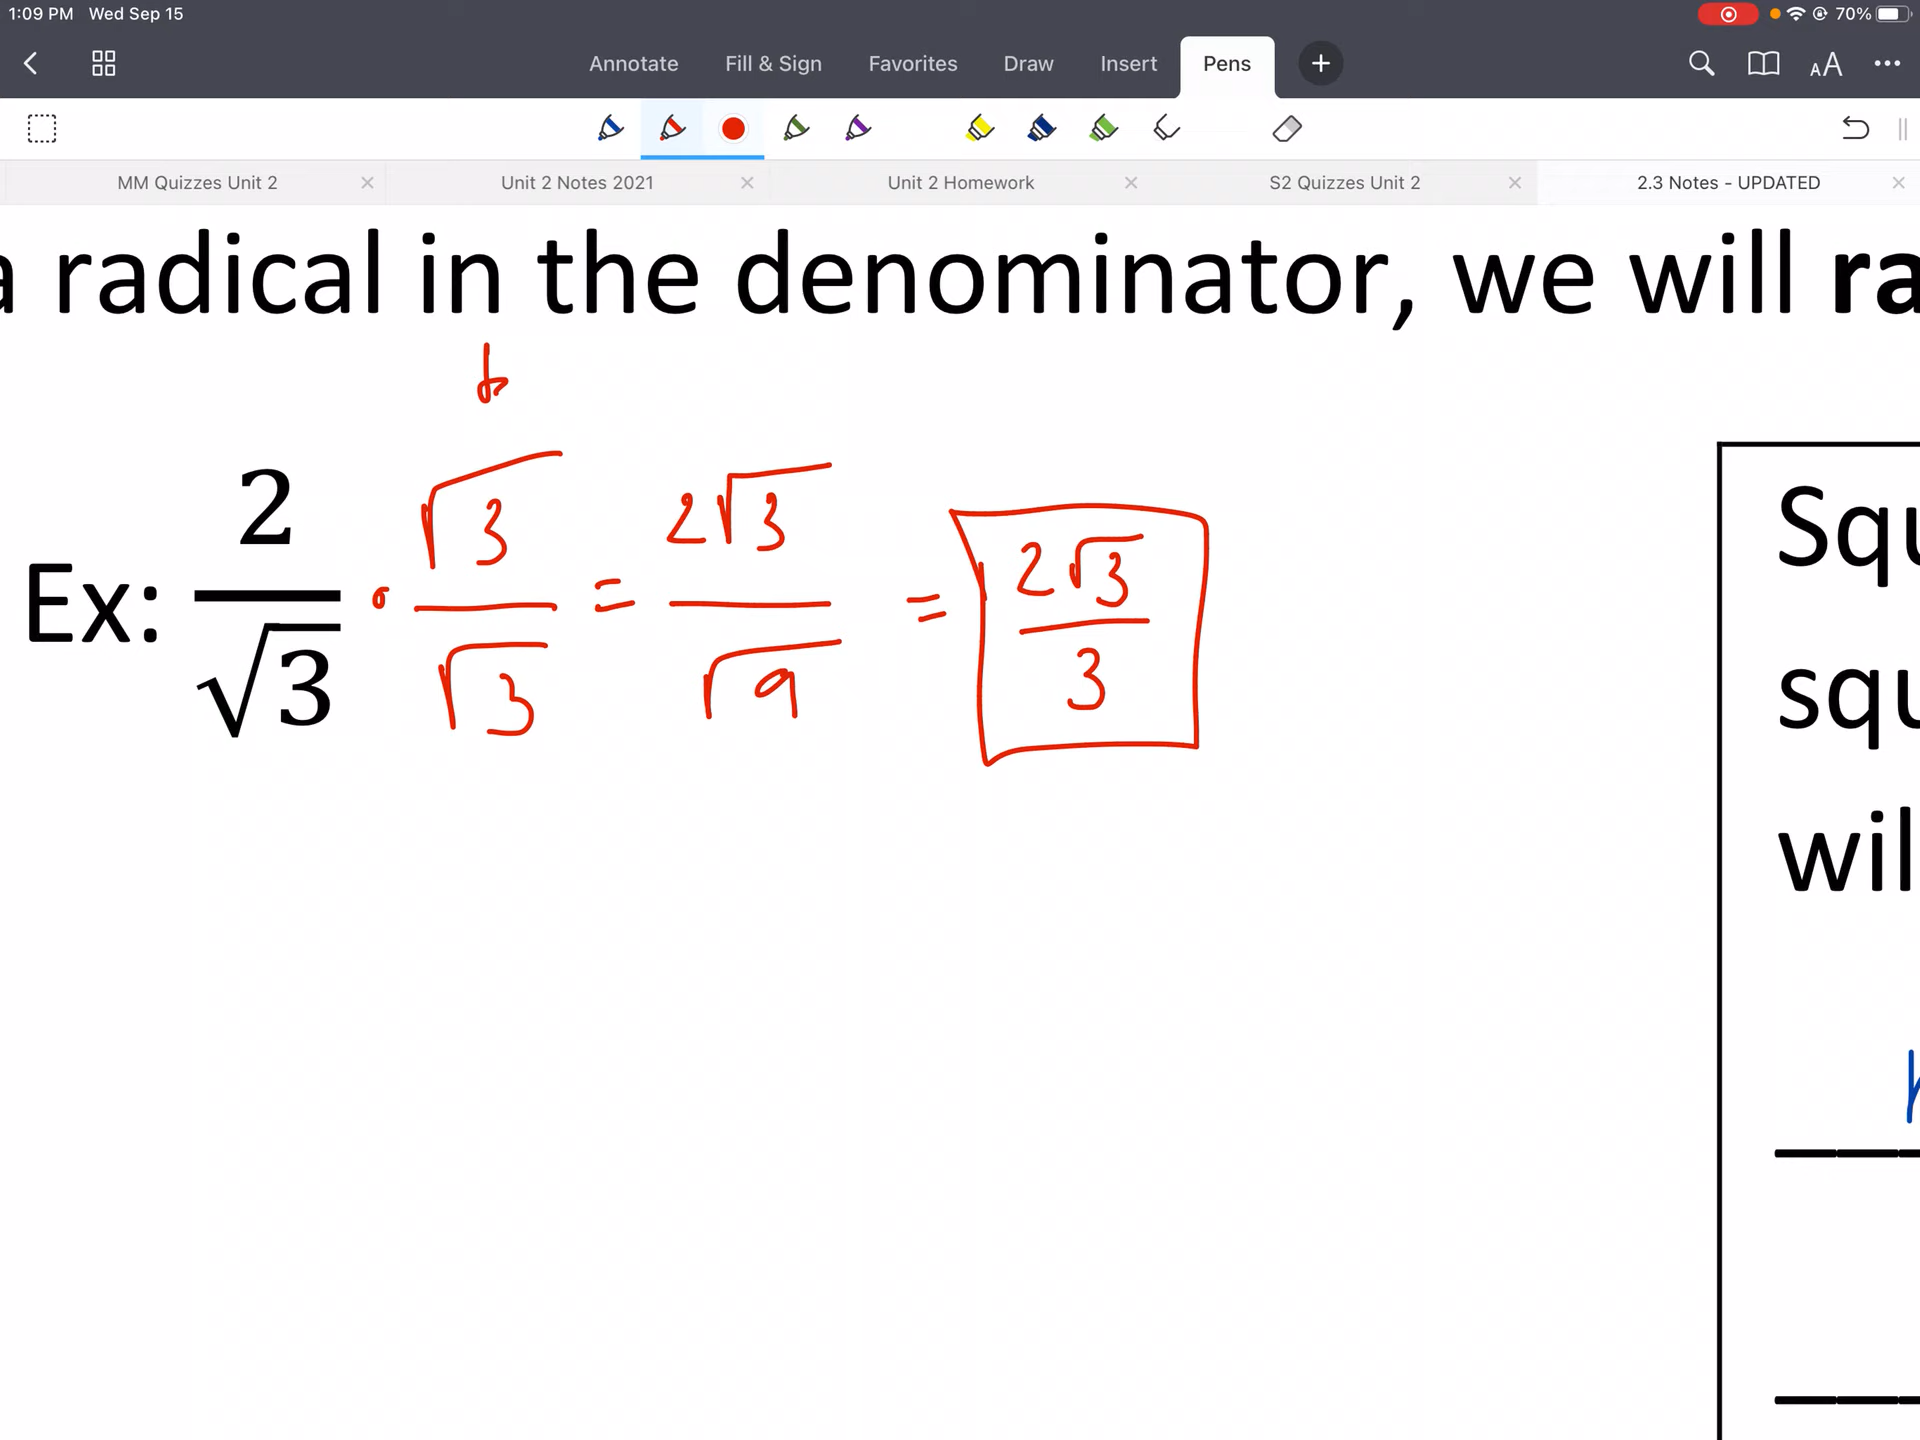 1:09 PM Wed Sep 15 70%
Annotate Fill & Sign Favorites Draw Insert Pens
AA
MM Quizzes Unit 2 Unit 2 Notes 2021 Unit 2 Homework S2 Quizzes Unit 2 2.3 Notes - UPDATED
a radical in the denominator, we will ra
Ex: 2/√3 · √3/√3 = 2√3/√9 = 2√3/3
Squ
squ
wil